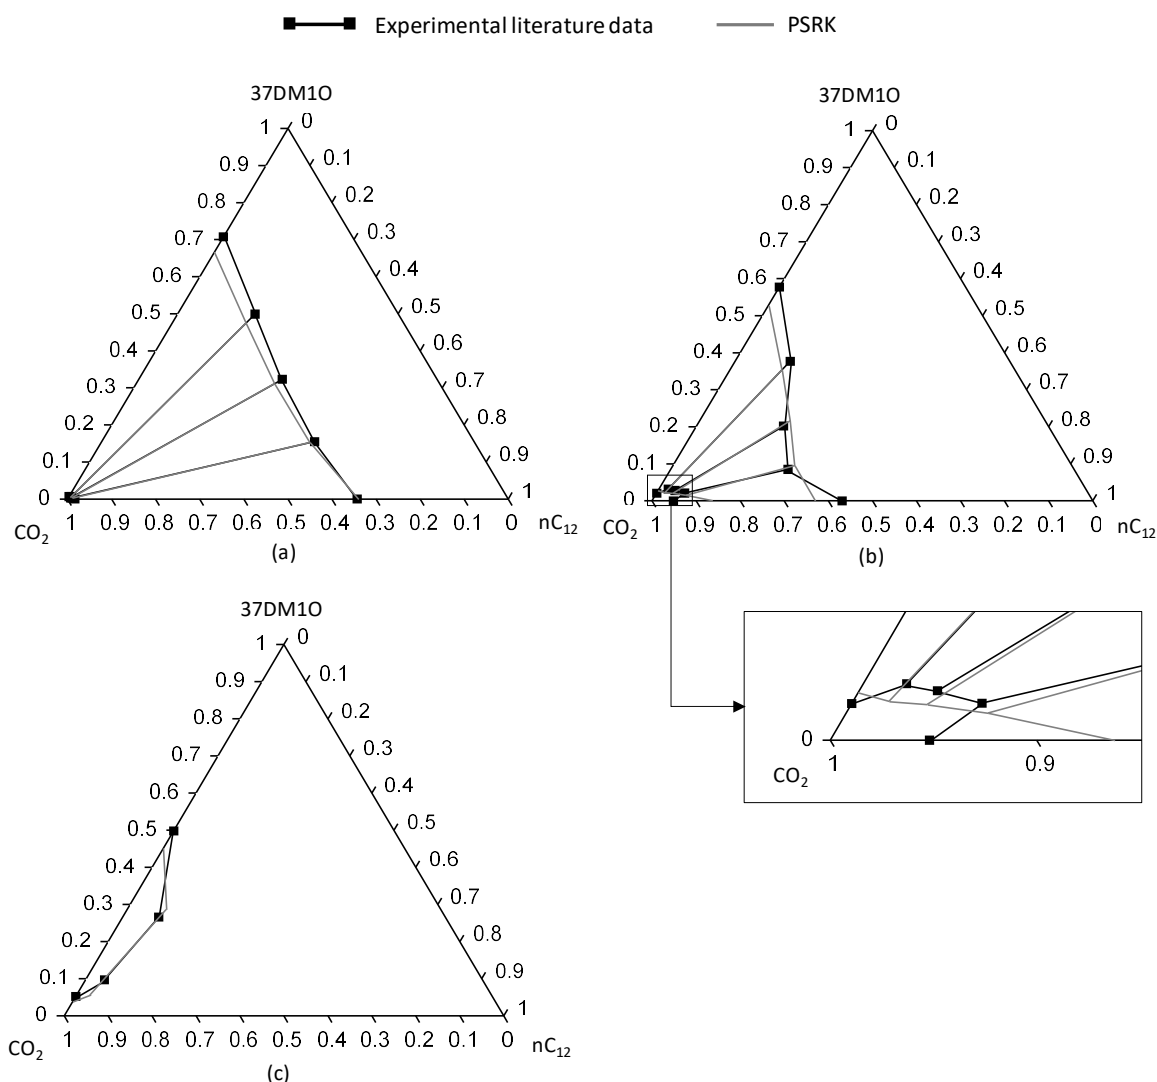 Experimental literature data PSRK
37DM1O 37DM1O
1 0 1 0
0.9 0.1 0.9 0.1
0.8 0.2 0.8 0.2
0.7 0.3 0.7 0.3
0.6 0.4 0.6 0.4
0.5 0.5 0.5 0.5
0.4 0.6 0.4 0.6
0.3 0.7 0.3 0.7
0.2 0.8 0.2 0.8
0.1 0.9 0.1 0.9
0 1 0 1
1 0.9 0.8 0.7 0.6 0.5 0.4 0.3 0.2 0.1 0 1 0.9 0.8 0.7 0.6 0.5 0.4 0.3 0.2 0.1 0
CO2 nC12 CO2 nC12
(a) (b)
37DM1O
1 0
0.9 0.1
0.8 0.2
0.7 0.3
0.6 0.4
0.5 0.5
0.4 0.6
0.3 0.7
0.2 0.8
0.1 0.9
0 1
1 0.9 0.8 0.7 0.6 0.5 0.4 0.3 0.2 0.1 0
CO2 nC12
(c)
0
1 0.9
CO2